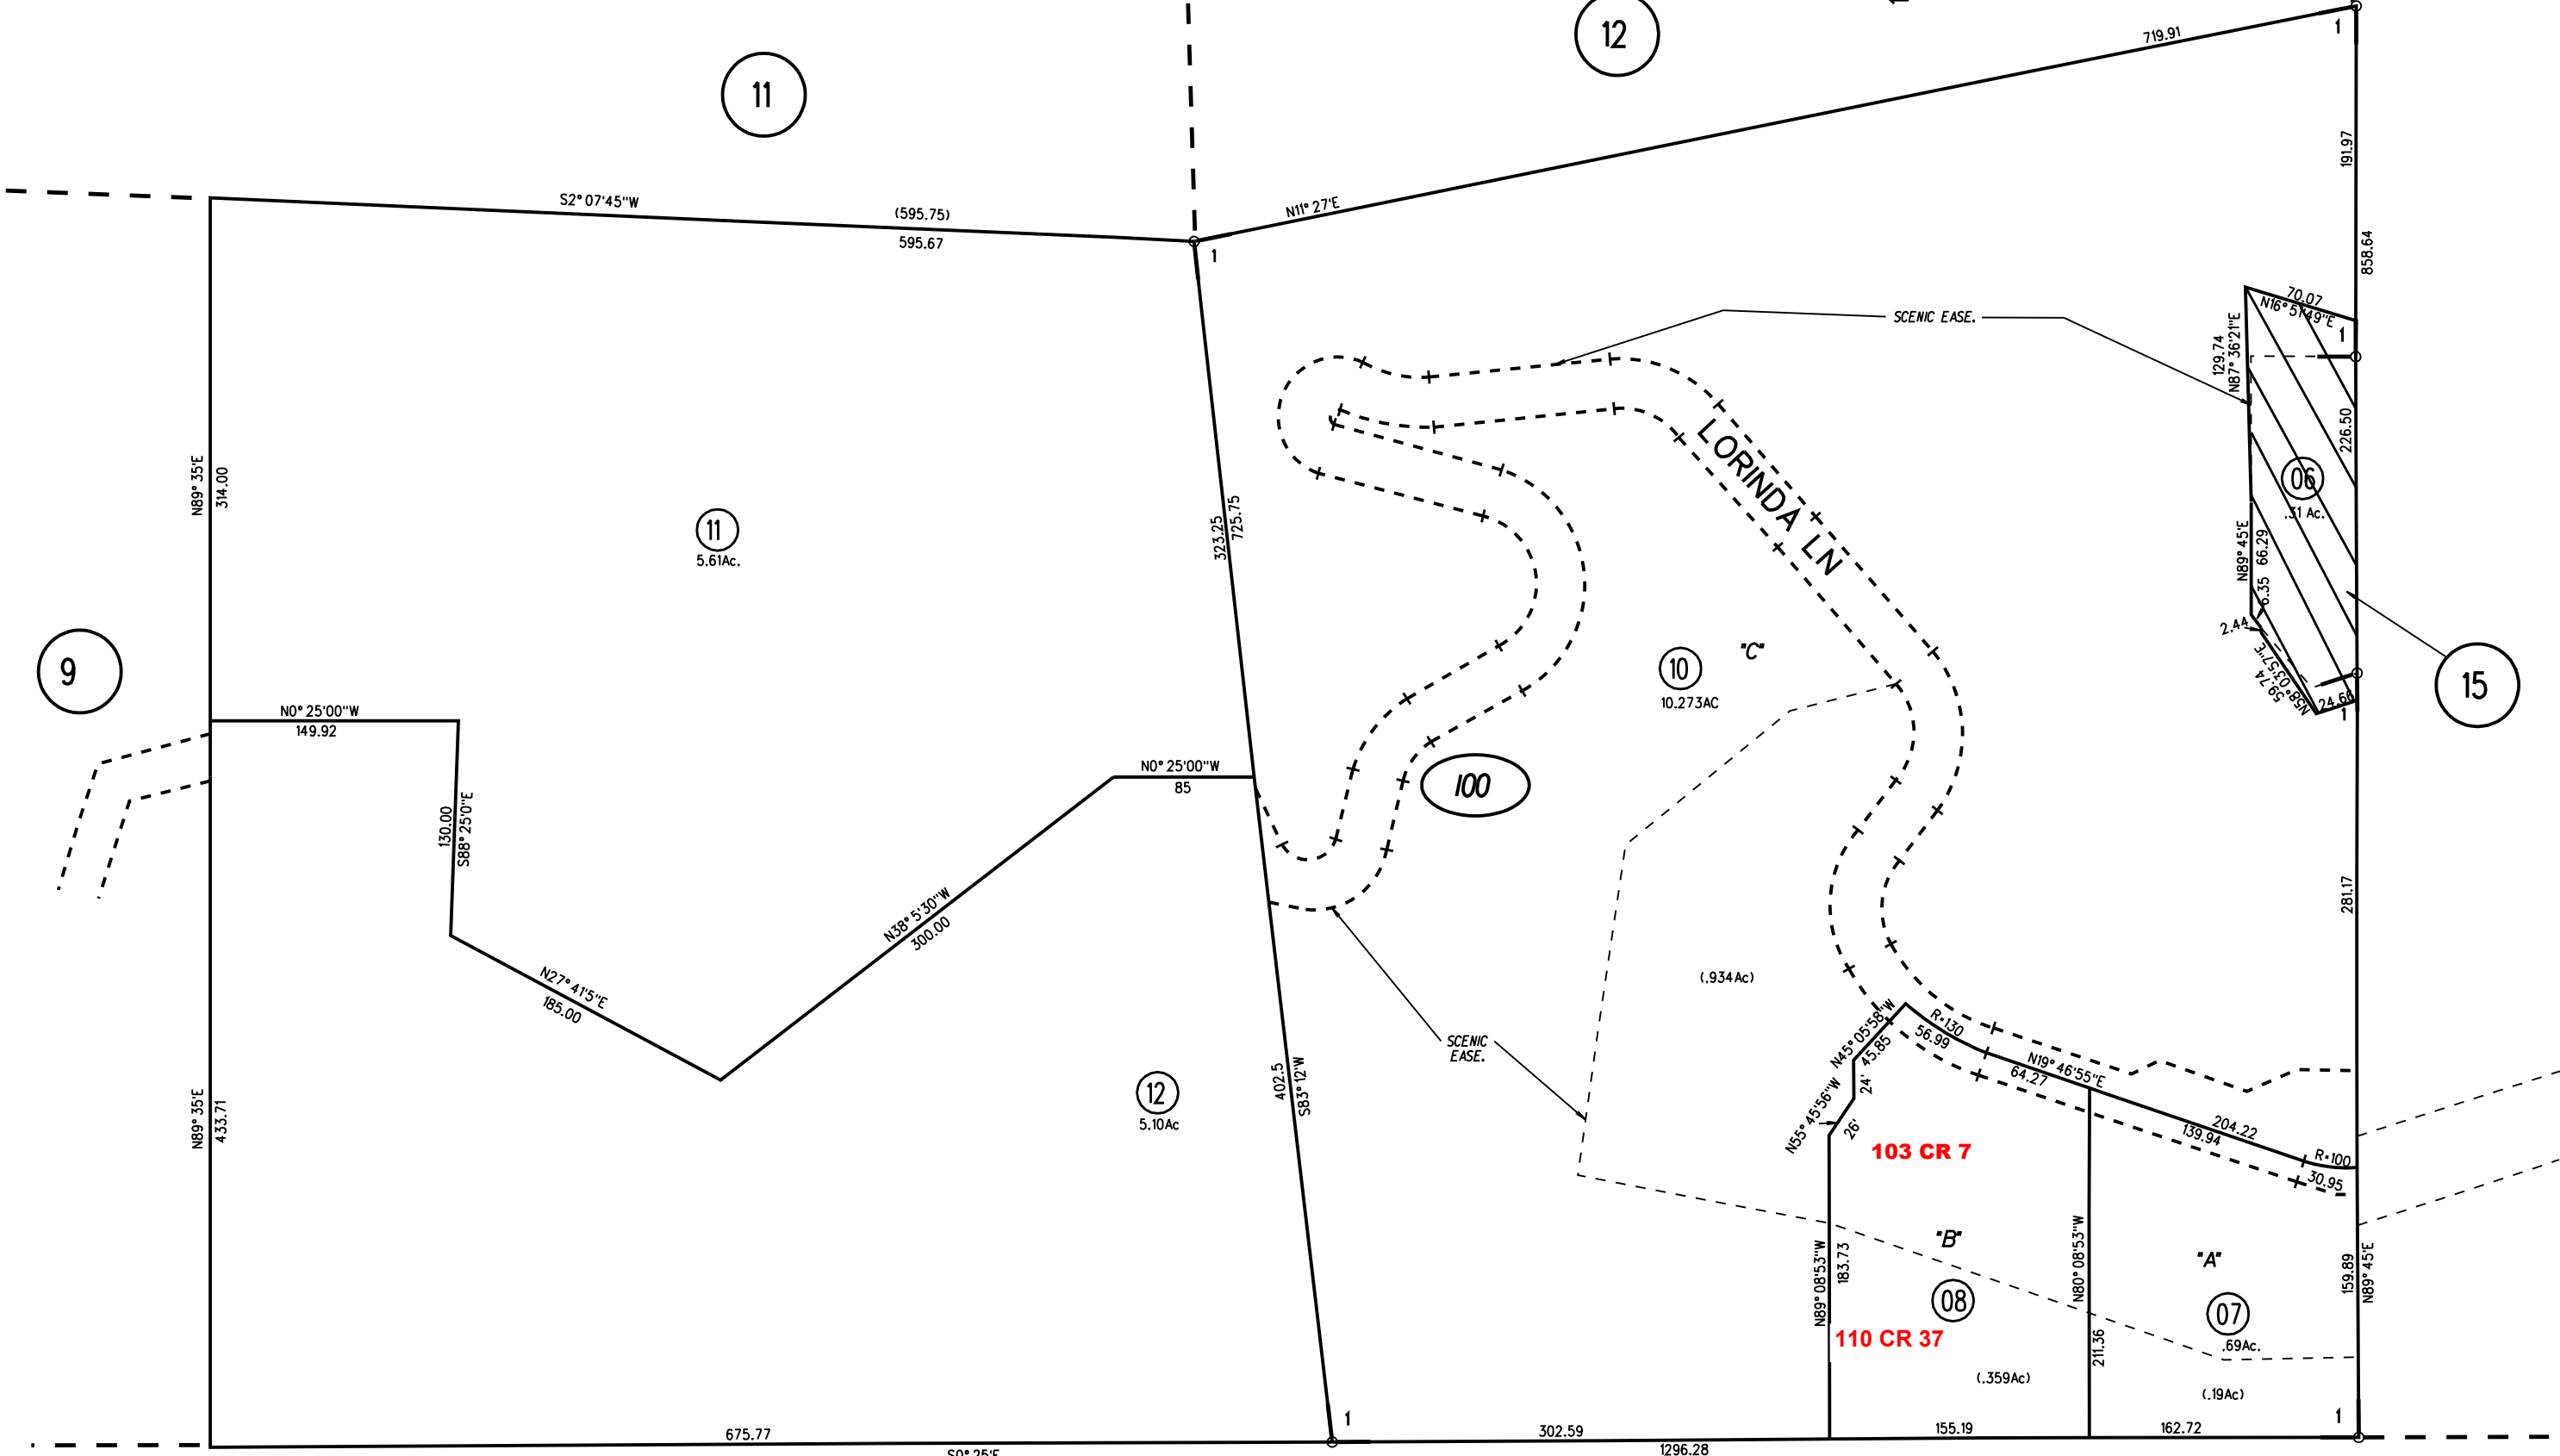 12
719.91
1
11
191.97
S2° 07'45"W
(595.75)
595.67
N11° 27'E
1
858.64
70.07
N16° 51'49"E
SCENIC EASE.
1
129.74
N87° 36'21"E
226.50
LORINDA LN
N89° 35'E
314.00
06
.31 Ac.
11
5.61Ac.
323.25
725.75
N89° 45'E
66.29
6.35
2.44
9
10
"C"
10.273AC
59.74
N58° 03'57"E
24.66
1
15
N0° 25'00"W
149.92
N0° 25'00"W
85
100
130.00
S88° 25'0"E
281.17
N38° 5'30"W
300.00
N27° 41'5"E
185.00
(.934Ac)
SCENIC
EASE.
N45° 05'58"W
45.85
R=130
56.99
N19° 46'55"E
64.27
24'
N55° 45'56"W
26'
12
5.10Ac
402.5
S83° 12'W
N89° 35'E
433.71
204.22
139.94
R=100
30.95
103 CR 7
N89° 08'53"W
183.73
"B"
N80° 08'53"W
"A"
159.89
N89° 45'E
08
07
.69Ac.
110 CR 37
211.36
(.359Ac)
(.19Ac)
1
1
675.77
302.59
155.19
162.72
S0° 25'E
1296.28